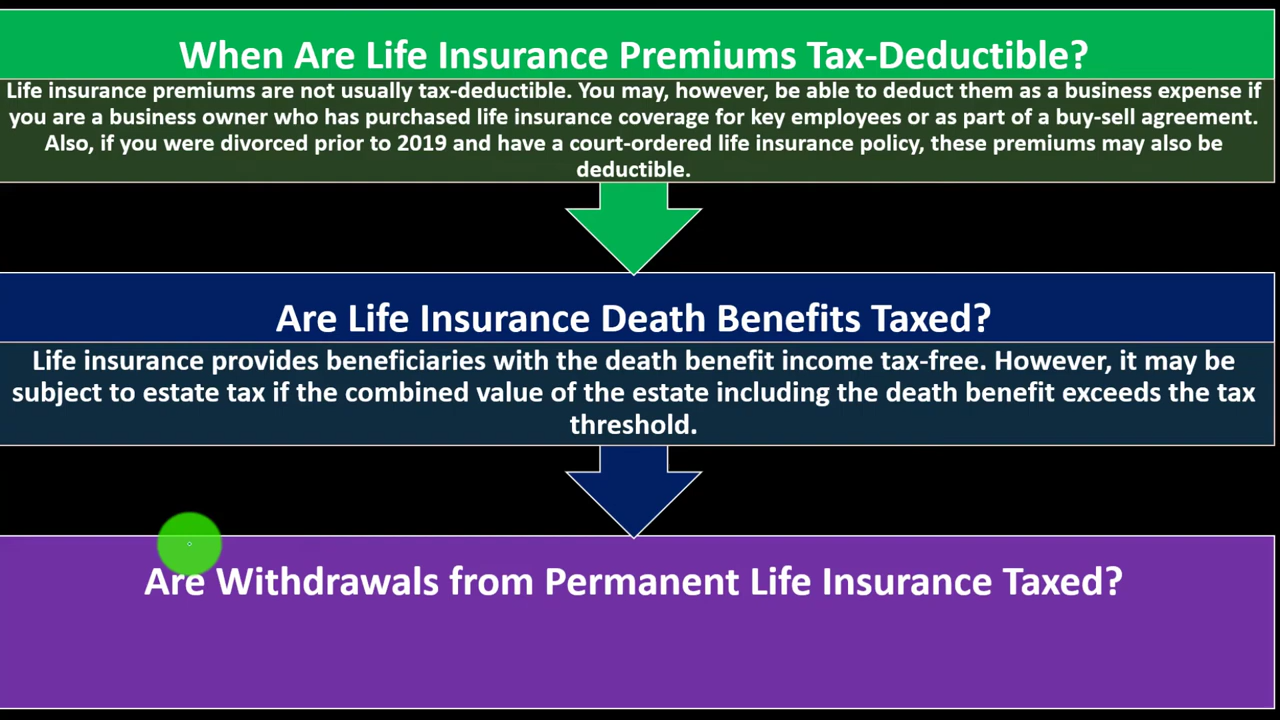 When Are Life Insurance Premiums Tax-Deductible?
Life insurance premiums are not usually tax-deductible. You may, however, be able to deduct them as a business expense if
you are a business owner who has purchased life insurance coverage for key employees or as part of a buy-sell agreement.
Also, if you were divorced prior to 2019 and have a court-ordered life insurance policy, these premiums may also be
deductible.
Are Life Insurance Death Benefits Taxed?
Life insurance provides beneficiaries with the death benefit income tax-free. However, it may be
subject to estate tax if the combined value of the estate including the death benefit exceeds the tax
threshold.
Are Withdrawals from Permanent Life Insurance Taxed?